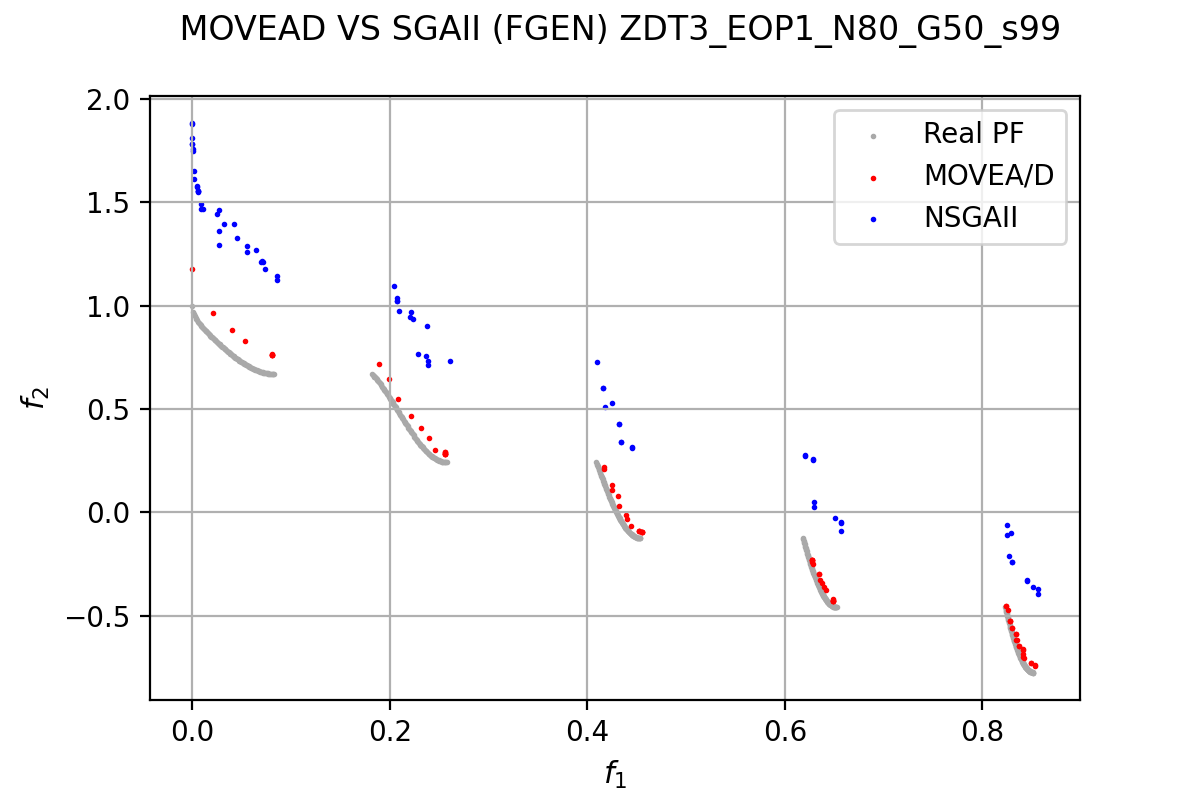 MOVEAD VS SGAII (FGEN) ZDT3_EOP1_N80_G50_s99
2.0
1.5
1.0
0.5
0.0
−0.5
f2
Real PF
MOVEA/D
NSGAII
0.0 0.2 0.4 0.6 0.8
f1